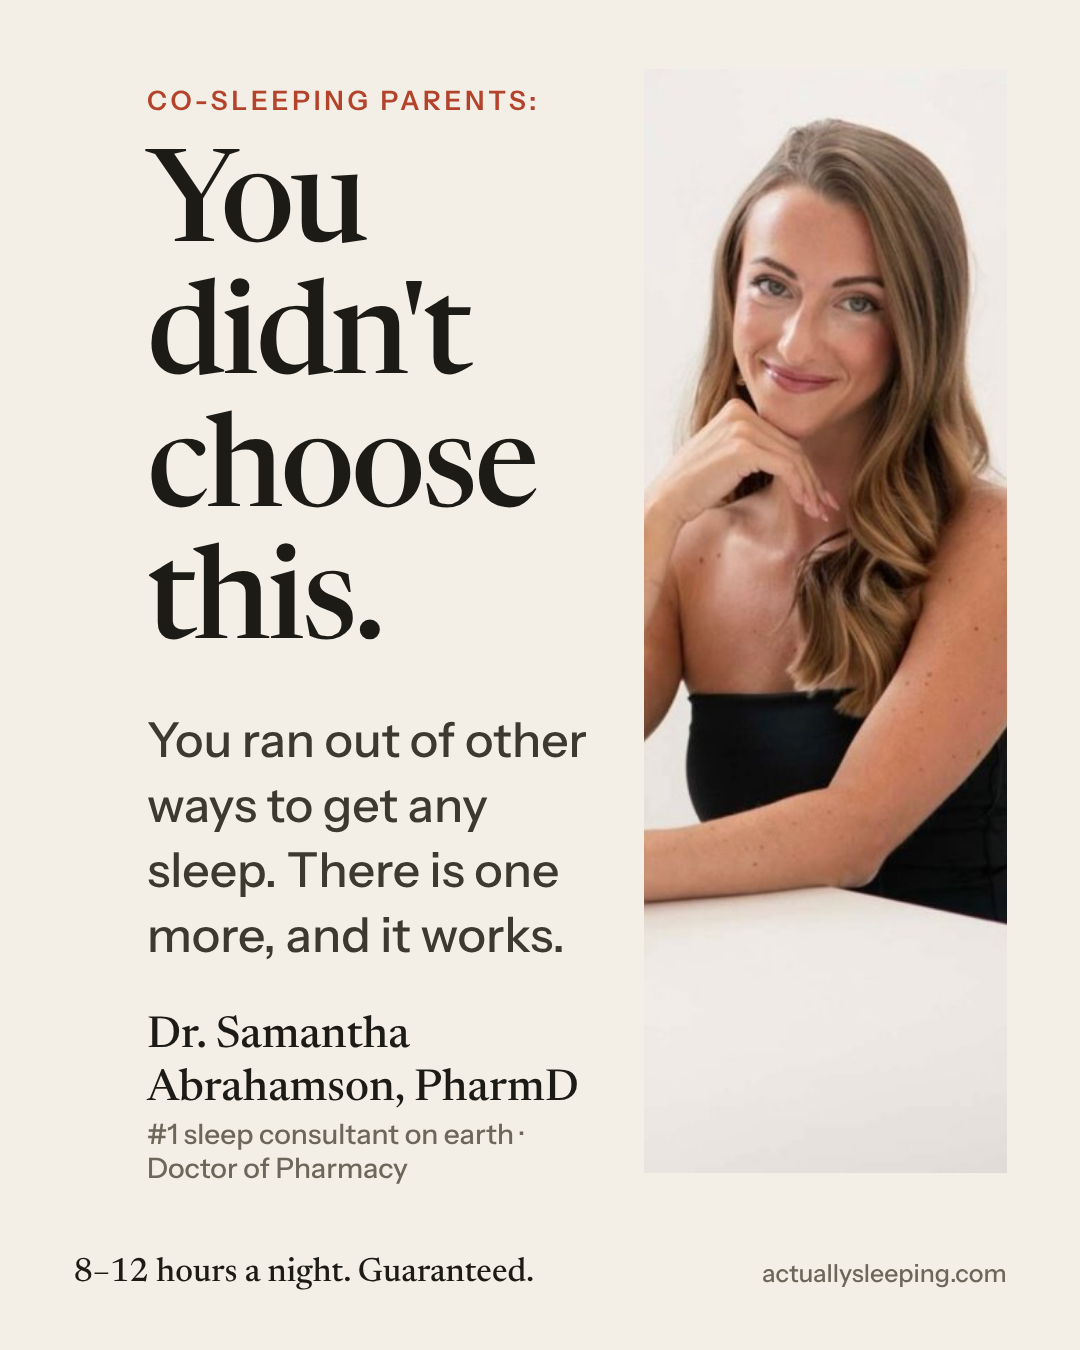 CO-SLEEPING PARENTS:
You
didn't
choose
this.
You ran out of other
ways to get any
sleep. There is one
more, and it works.
Dr. Samantha
Abrahamson, PharmD
#1 sleep consultant on earth ·
Doctor of Pharmacy
8–12 hours a night. Guaranteed.
actuallysleeping.com